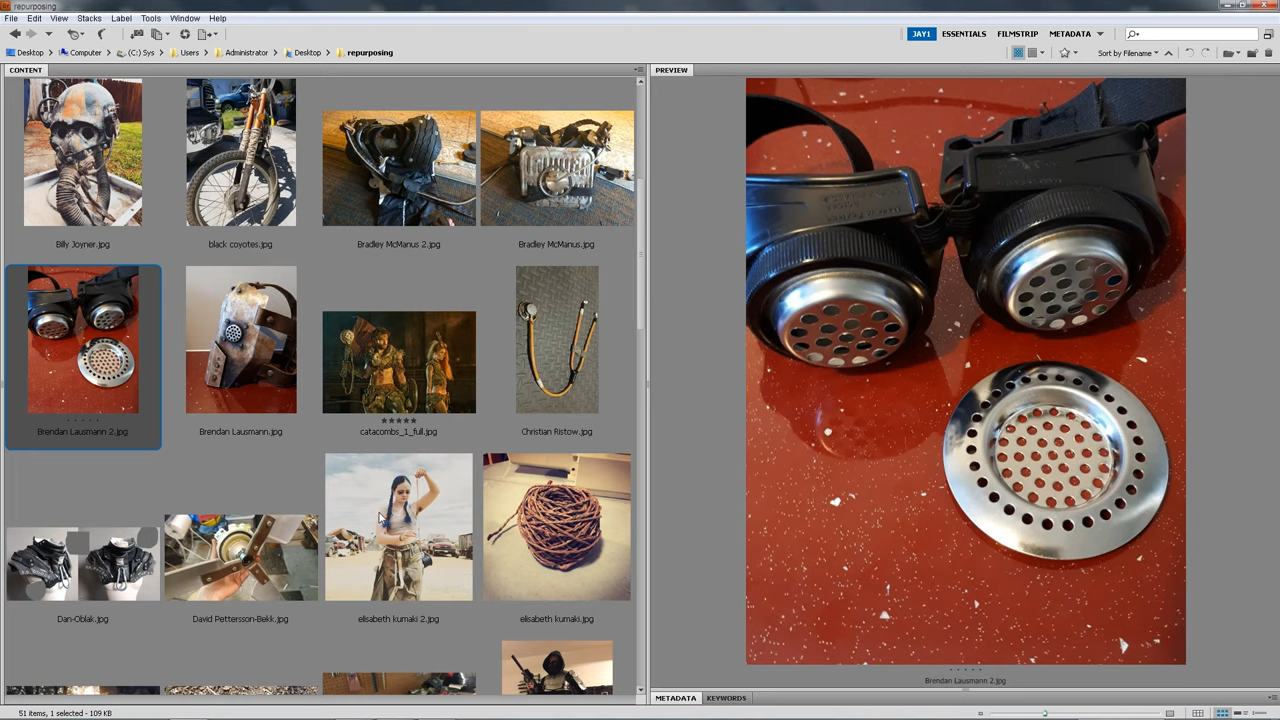 Br repurposing
File Edit View Stacks Label Tools Window Help
JAY1 ESSENTIALS FILMSTRIP METADATA
Desktop Computer (C:) Sys Users Administrator Desktop repurposing
Sort by Filename
CONTENT
PREVIEW
Billy Joyner.jpg
black coyotes.jpg
Bradley McManus 2.jpg
Bradley McManus.jpg
Brendan Lausmann 2.jpg
Brendan Lausmann.jpg
catacombs_1_full.jpg
Christian Ristow.jpg
Dan-Oblak.jpg
David Pettersson-Bekk.jpg
elisabeth kumaki 2.jpg
elisabeth kumaki.jpg
Brendan Lausmann 2.jpg
METADATA KEYWORDS
51 items, 1 selected - 109 KB